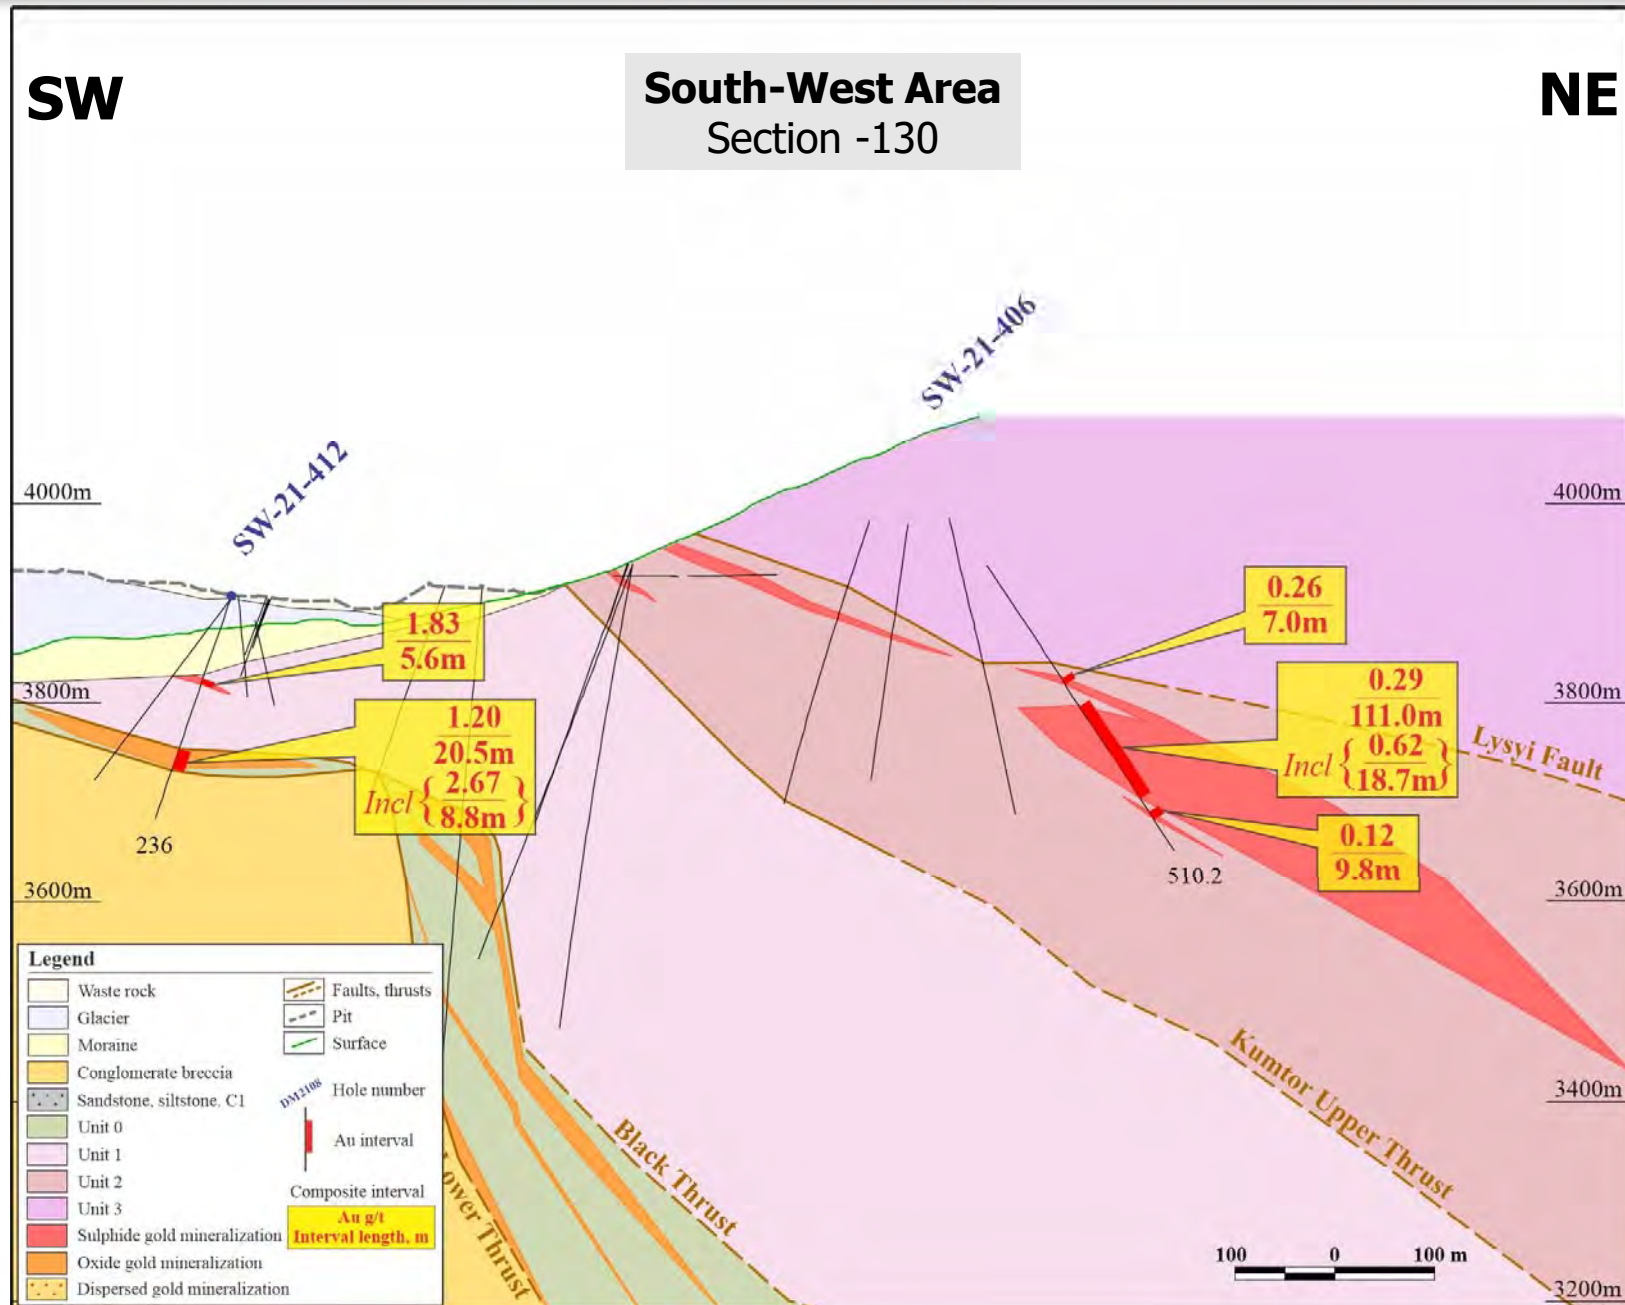 SW
South-West Area
Section -130
NE
SW-21-406
SW-21-412
4000m
4000m
0.26
7.0m
1.83
5.6m
3800m
3800m
0.29
111.0m
Incl { 0.62
18.7m }
1.20
20.5m
Incl { 2.67
8.8m }
Lysyi Fault
0.12
9.8m
236
510.2
3600m
3600m
Legend
Waste rock
Glacier
Moraine
Conglomerate breccia
Sandstone, siltstone. C1
Unit 0
Unit 1
Unit 2
Unit 3
Sulphide gold mineralization
Oxide gold mineralization
Dispersed gold mineralization
Faults, thrusts
Pit
Surface
DM2108
Hole number
Au interval
Composite interval
Au g/t
Interval length, m
Lower Thrust
Black Thrust
Kumtor Upper Thrust
3400m
100 0 100 m
3200m